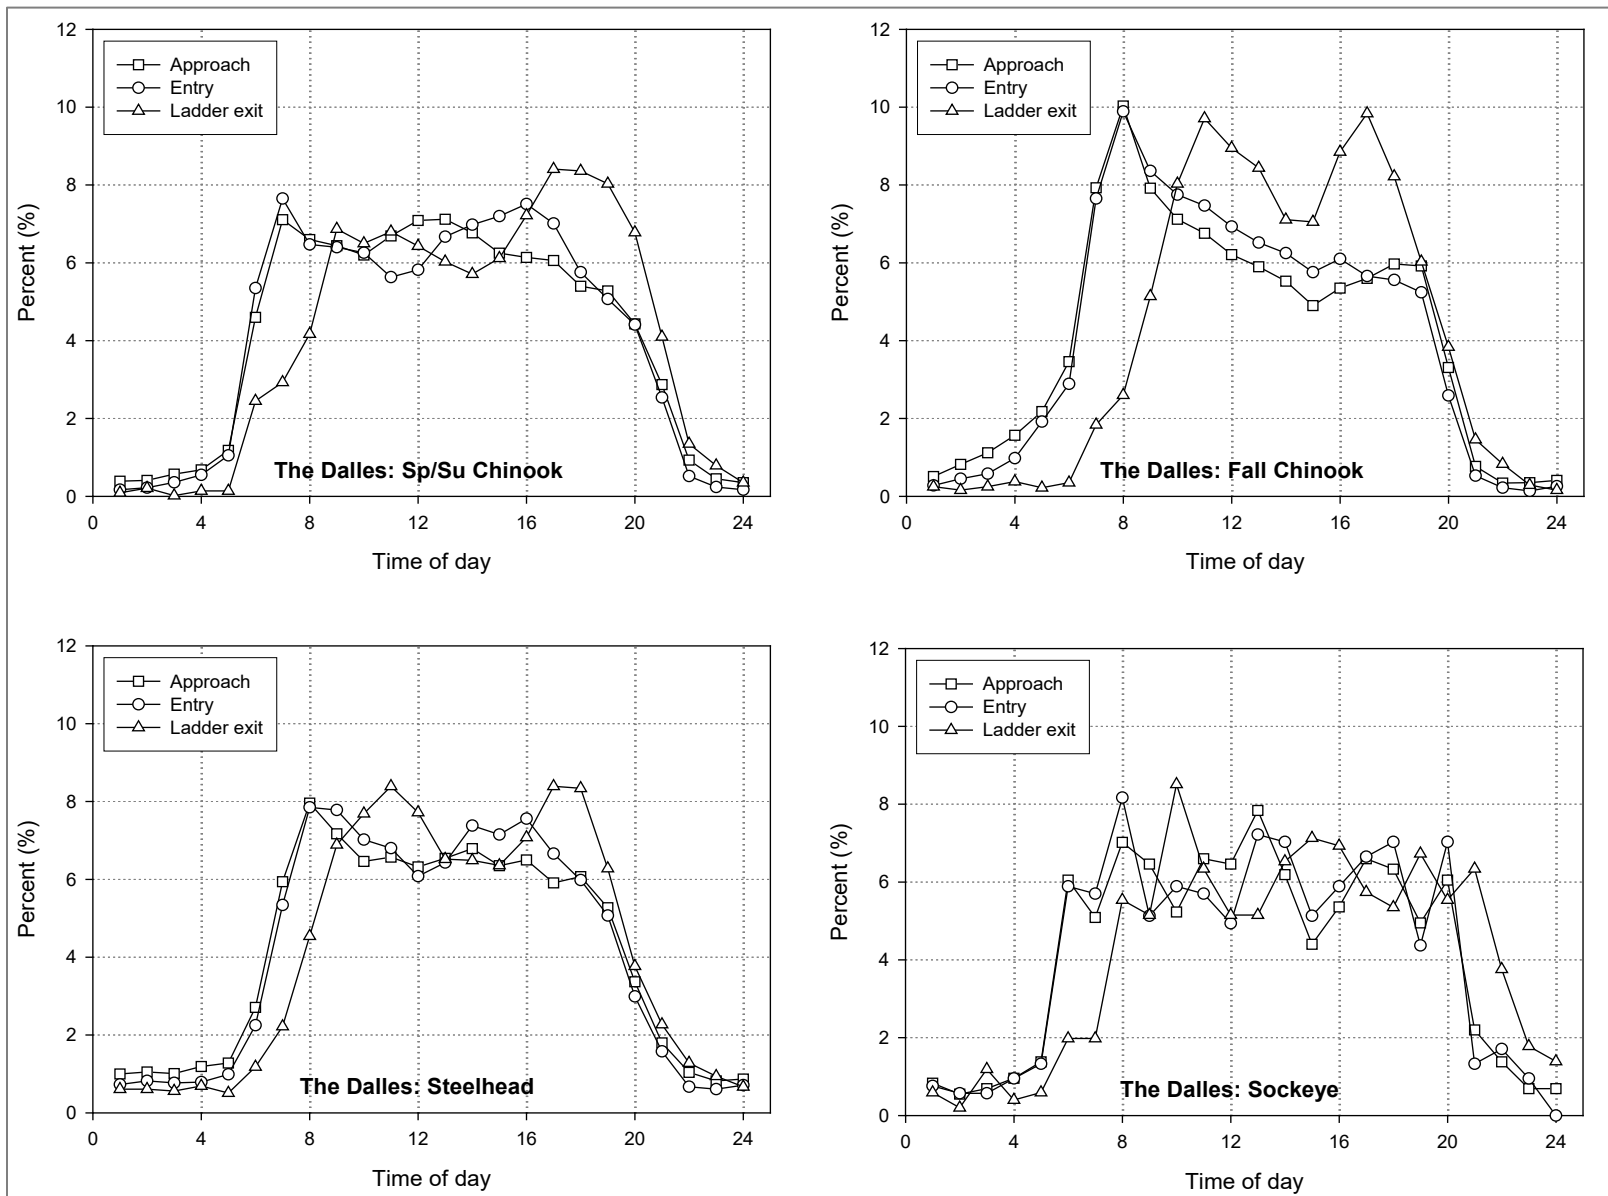 12
10
8
6
4
2
0
Percent (%)
Approach
Entry
Ladder exit
The Dalles: Sp/Su Chinook
0 4 8 12 16 20 24
Time of day
12
10
8
6
4
2
0
Percent (%)
Approach
Entry
Ladder exit
The Dalles: Fall Chinook
0 4 8 12 16 20 24
Time of day
12
10
8
6
4
2
0
Percent (%)
Approach
Entry
Ladder exit
The Dalles: Steelhead
0 4 8 12 16 20 24
Time of day
12
10
8
6
4
2
0
Percent (%)
Approach
Entry
Ladder exit
The Dalles: Sockeye
0 4 8 12 16 20 24
Time of day